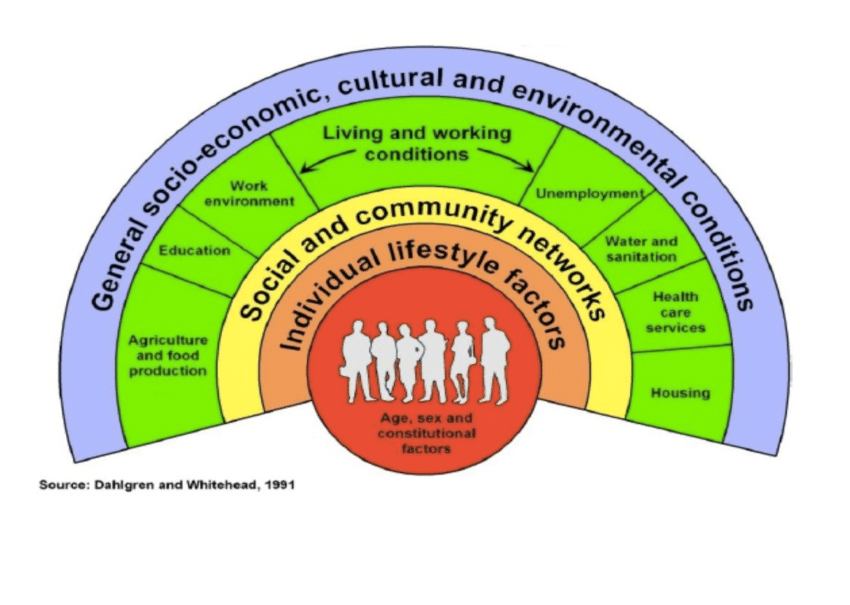 General socio-economic, cultural and environmental conditions
Living and working
conditions
Work
environment
Unemployment
Education
Water and
sanitation
Agriculture
and food
production
Health
care
services
Housing
Social and community networks
Individual lifestyle factors
Age, sex and
constitutional
factors
Source: Dahlgren and Whitehead, 1991